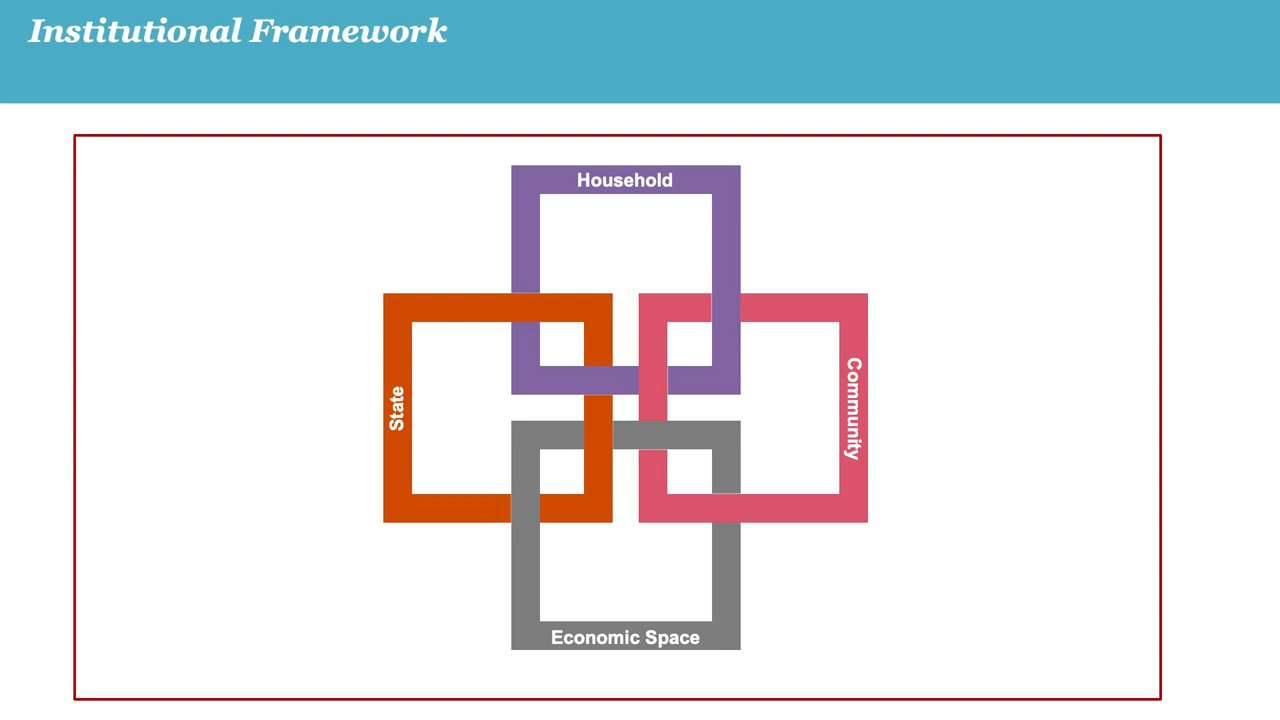 Institutional Framework
Household
State
Community
Economic Space